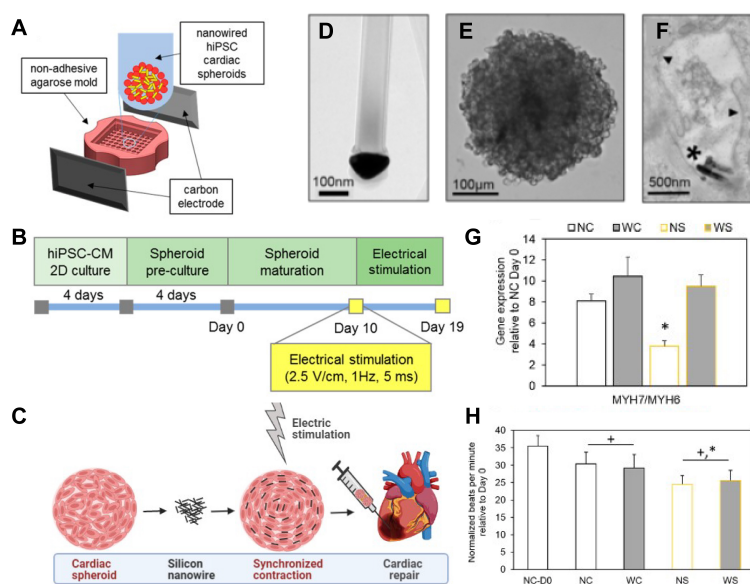 A
nanowired
hiPSC
cardiac
spheroids
non-adhesive
agarose mold
carbon
electrode
D
100nm
E
100µm
F
*
500nm
B
hiPSC-CM
2D culture
Spheroid
pre-culture
Spheroid
maturation
Electrical
stimulation
4 days
4 days
Day 0
Day 10
Day 19
Electrical stimulation
(2.5 V/cm, 1Hz, 5 ms)
C
Electric
stimulation
Cardiac
spheroid
Silicon
nanowire
Synchronized
contraction
Cardiac
repair
G
NC WC NS WS
Gene expression
relative to NC Day 0
14
12
10
8
6
4
2
0
*
MYH7/MYH6
H
Normalized beats per minute
relative to Day 0
40
35
30
25
20
15
10
5
0
+
+,*
NC-D0 NC WC NS WS